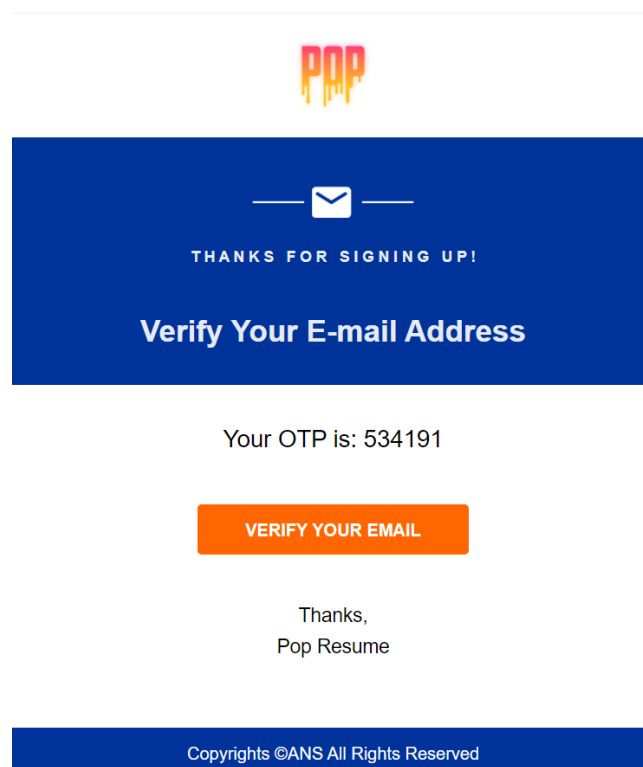 POP
THANKS FOR SIGNING UP!
Verify Your E-mail Address
Your OTP is: 534191
VERIFY YOUR EMAIL
Thanks,
Pop Resume
Copyrights ©ANS All Rights Reserved